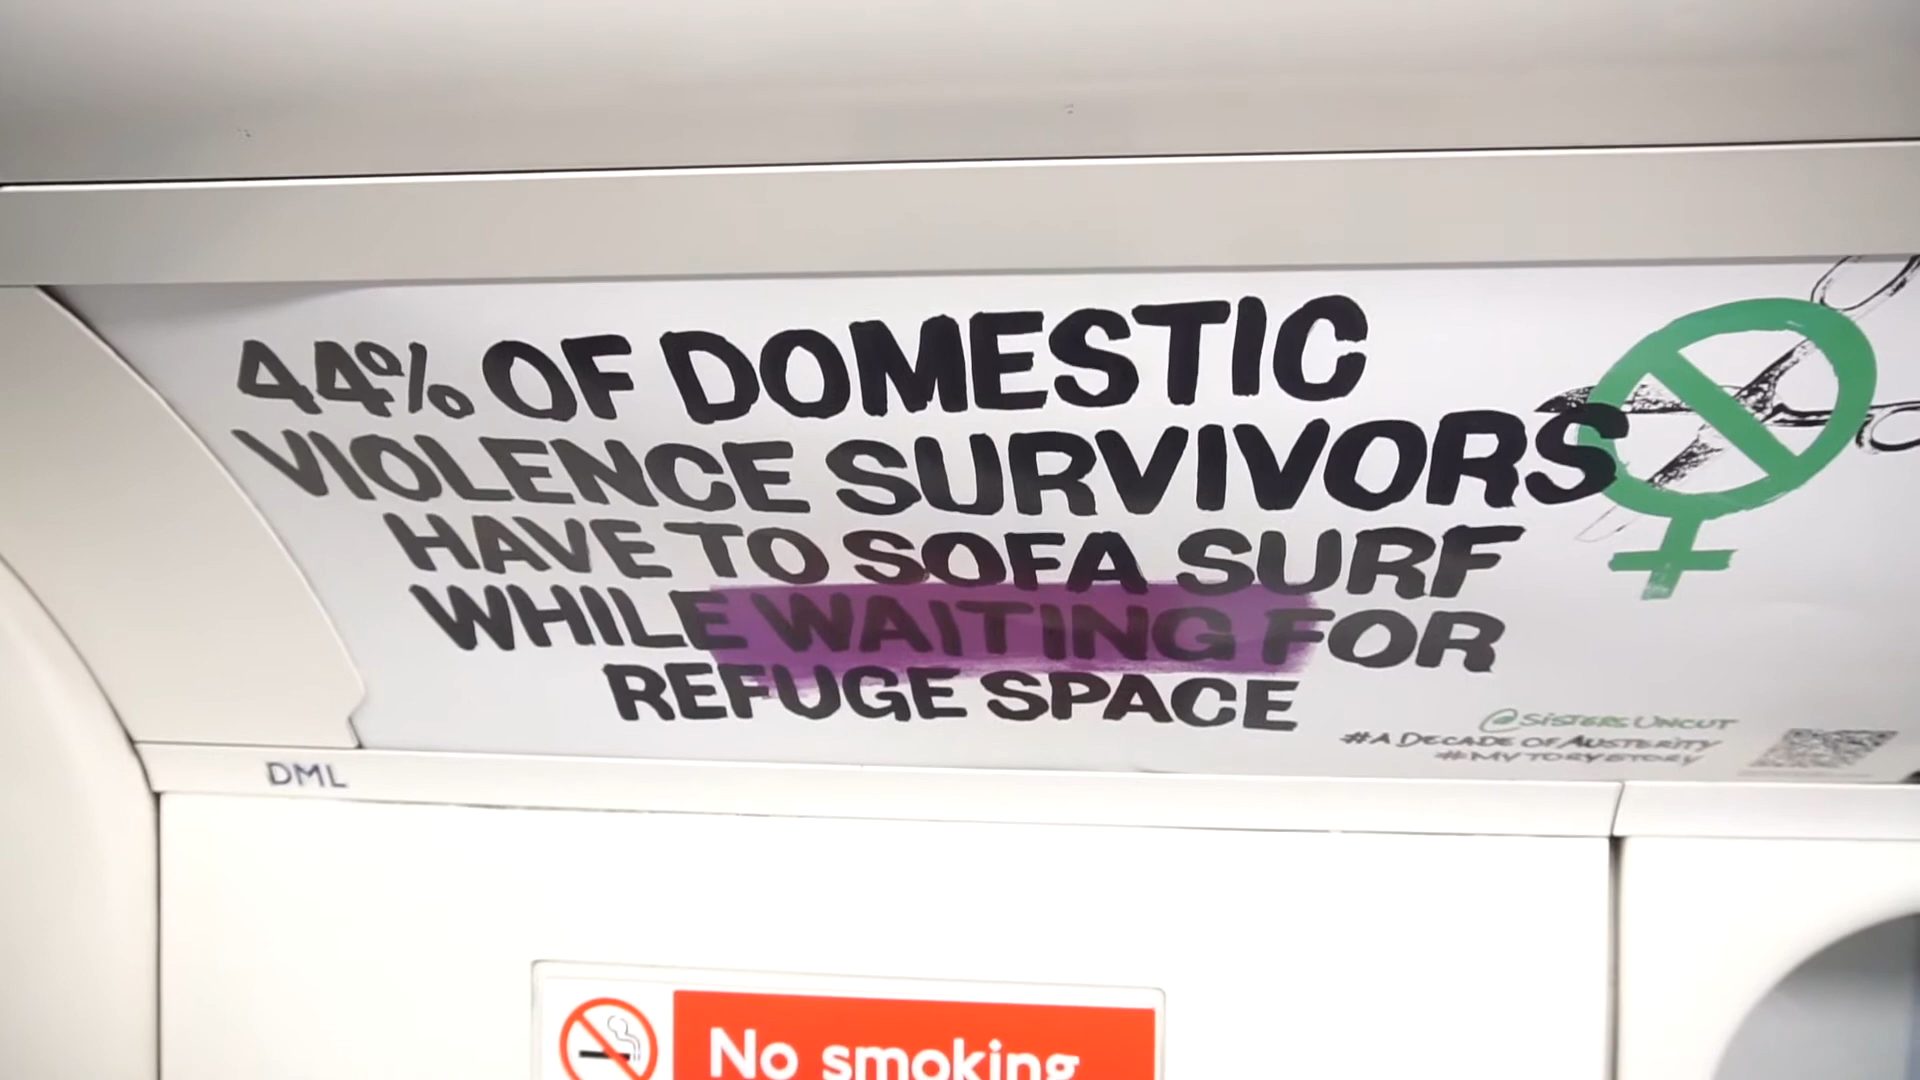 44% OF DOMESTIC
VIOLENCE SURVIVORS
HAVE TO SOFA SURF
WHILE WAITING FOR
REFUGE SPACE
@SISTERSUNCUT
#A DECADE OF AUSTERITY
#MYTORYSTORY
DML
No smoking